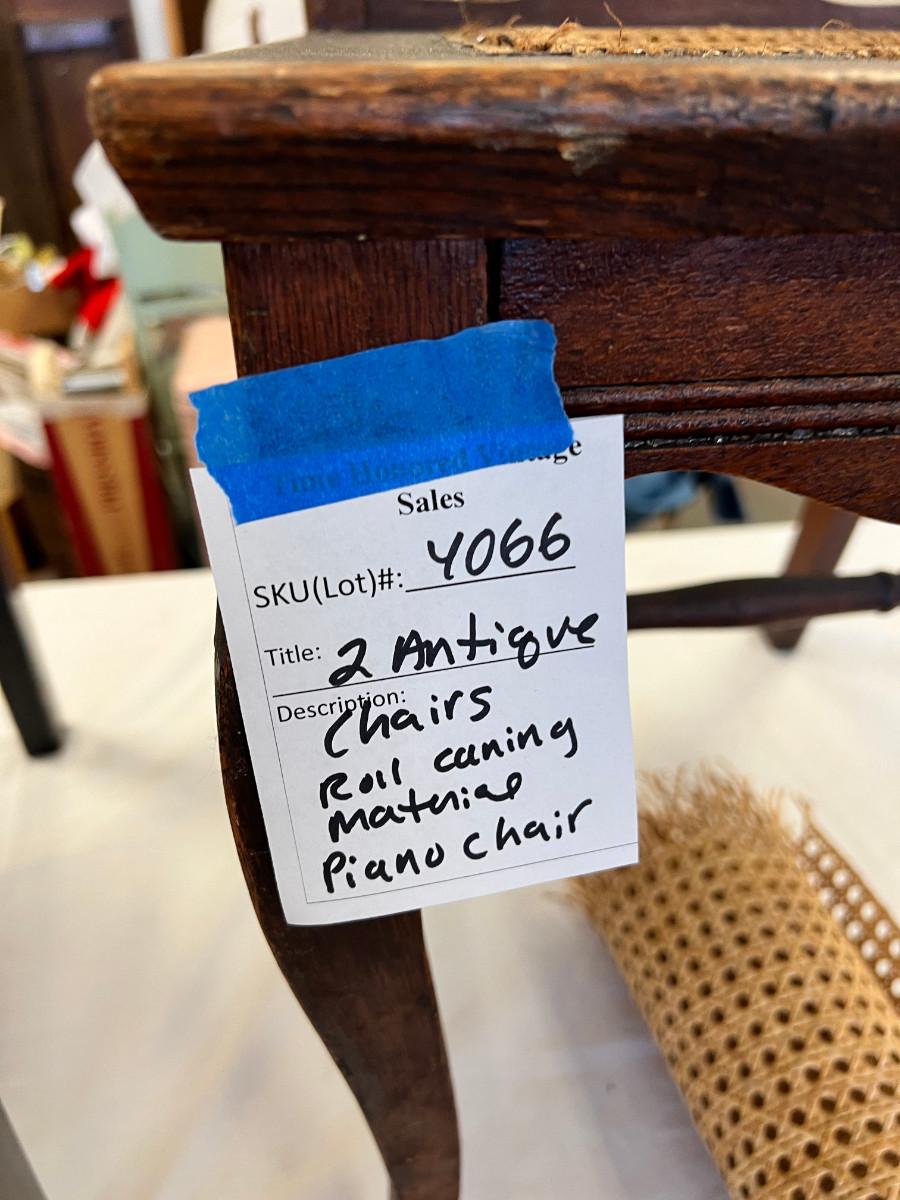 Time Honored Vintage
Sales
SKU(Lot)#: 4066
Title: 2 Antique
Description:
Chairs
Roll caning
Material
Piano Chair